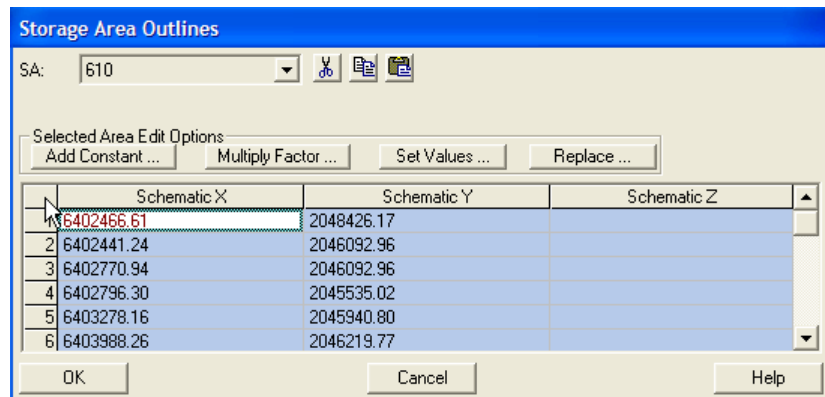 Storage Area Outlines
SA: 610
Selected Area Edit Options
Add Constant ... Multiply Factor ... Set Values ... Replace ...
Schematic X Schematic Y Schematic Z
6402466.61 2048426.17
2 6402441.24 2046092.96
3 6402770.94 2046092.96
4 6402796.30 2045535.02
5 6403278.16 2045940.80
6 6403988.26 2046219.77
OK Cancel Help